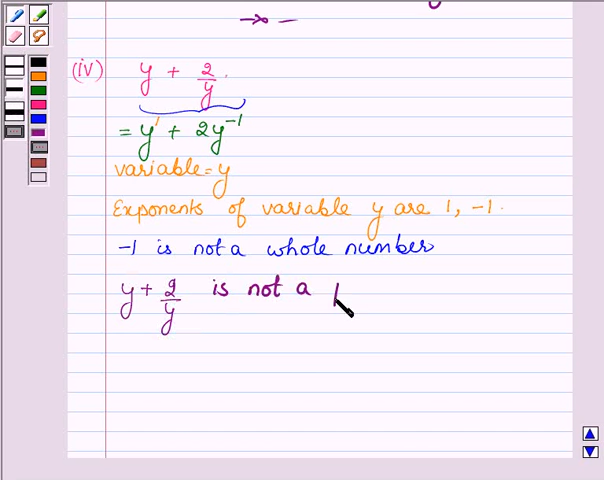 (iv) y + 2/y
= y¹ + 2y⁻¹
variable = y
Exponents of variable y are 1, -1.
-1 is not a whole number
y + 2/y is not a